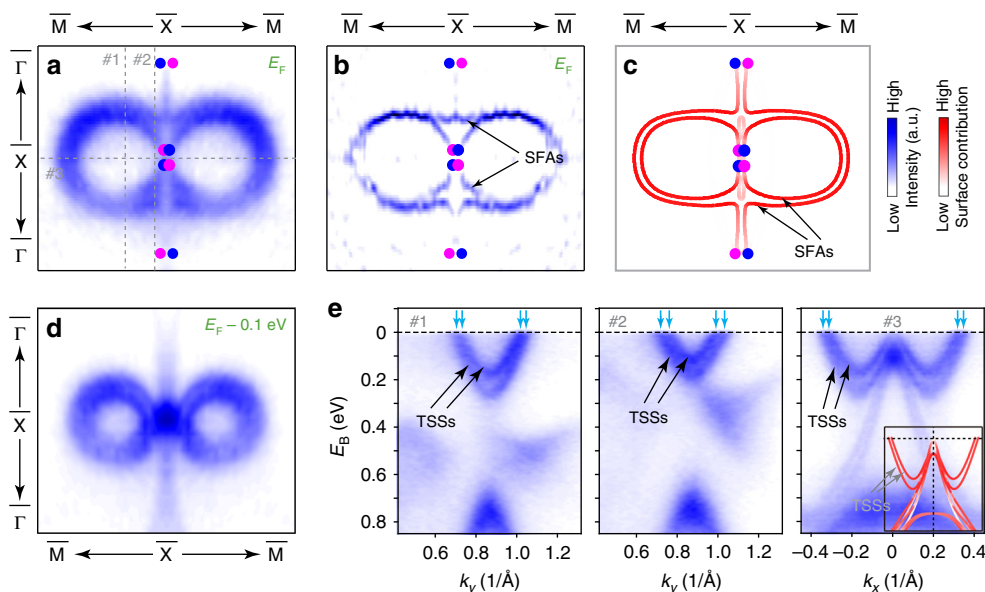 M X M M X M M X M
a #1 #2 E_F b E_F c
Γ X Γ
#3
SFAs
SFAs
Low High
Intensity (a.u.)
Low High
Surface contribution
d E_F – 0.1 eV
Γ X Γ
M X M
e #1 #2 #3
TSSs TSSs TSSs
TSSs
E_B (eV)
0
0.2
0.4
0.6
0.8
0.6 0.8 1.0 1.2 0.6 0.8 1.0 1.2 –0.4 –0.2 0 0.2 0.4
k_y (1/Å) k_y (1/Å) k_x (1/Å)